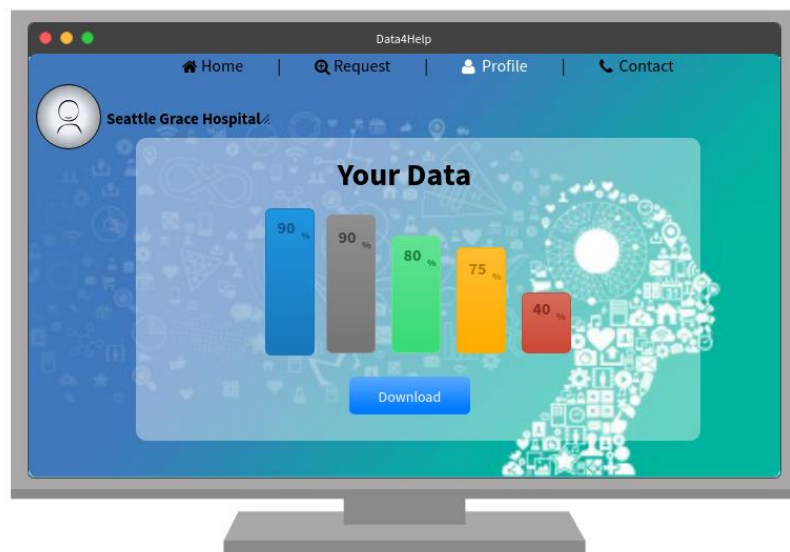 Data4Help
Home | Request | Profile | Contact
Seattle Grace Hospital
Your Data
90 % 90 % 80 % 75 % 40 %
Download